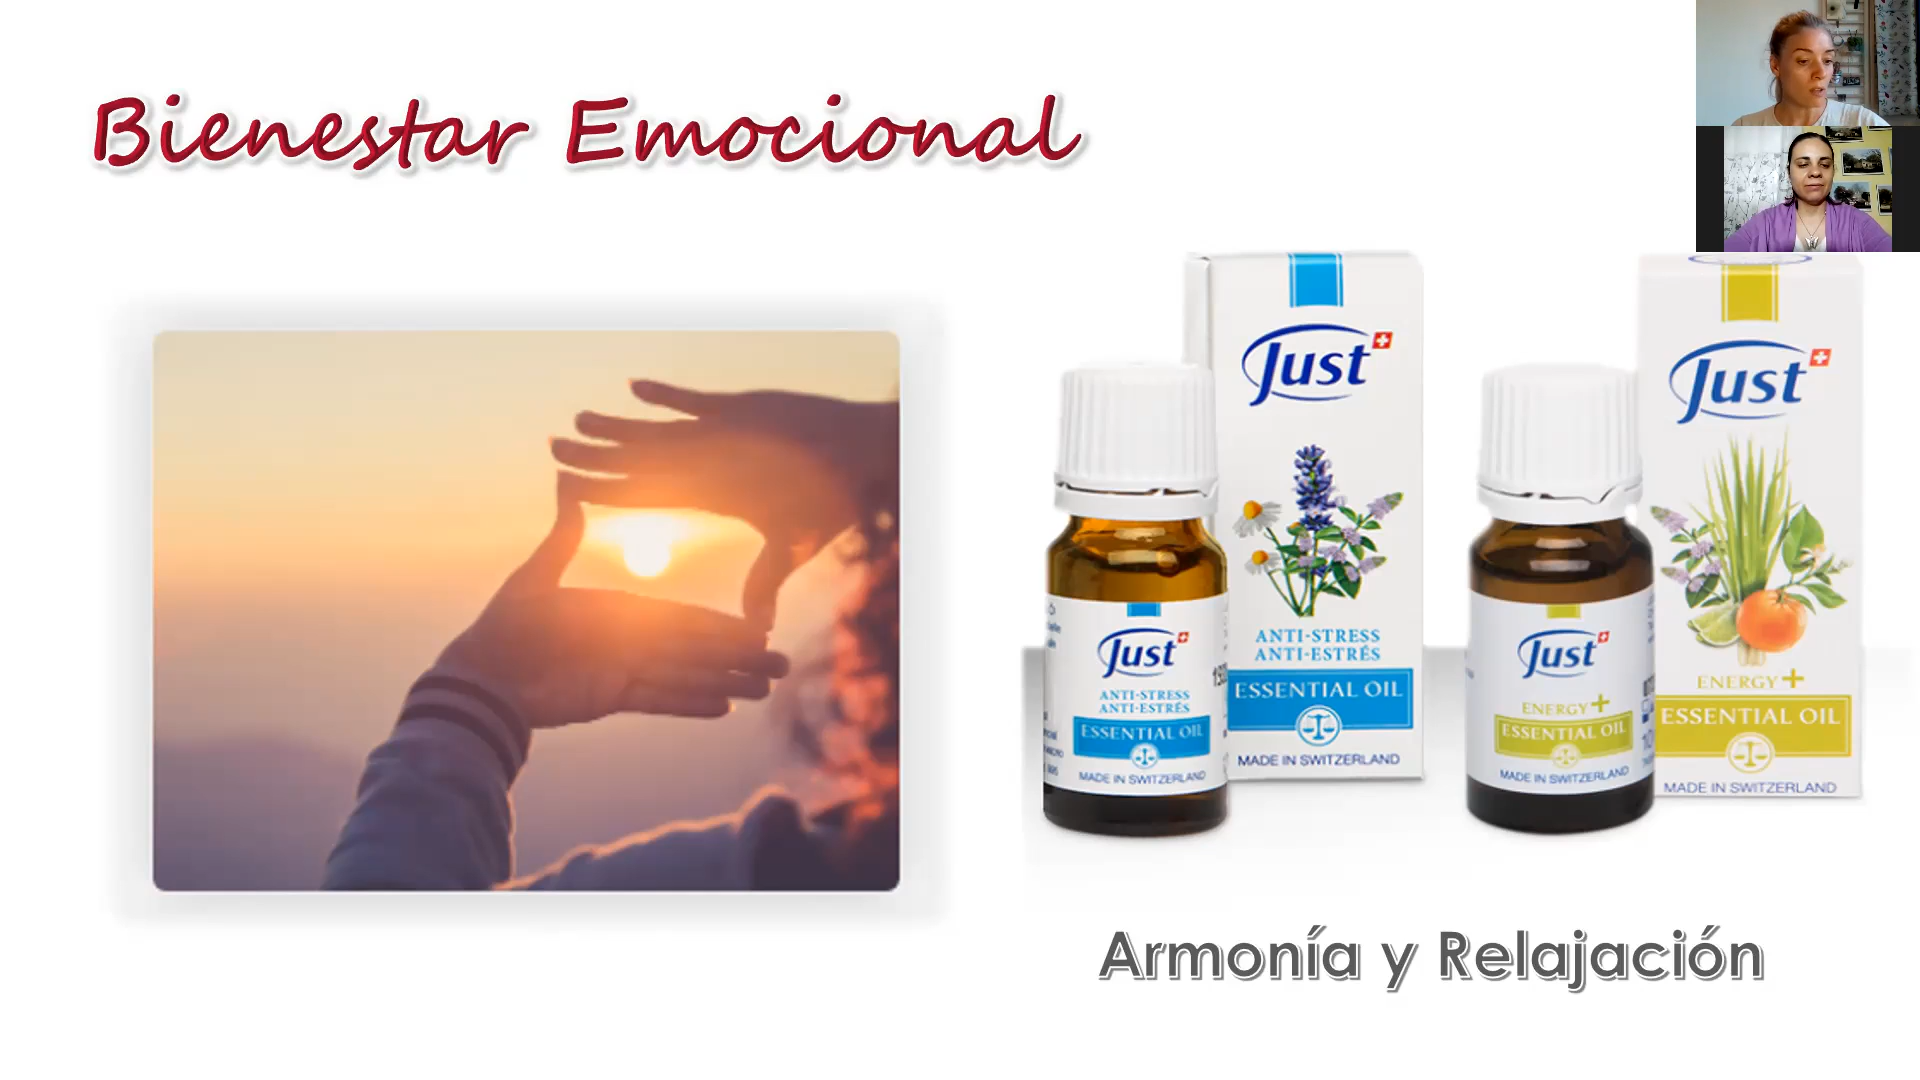 Bienestar Emocional
Just
ANTI-STRESS
ANTI-ESTRÉS
ESSENTIAL OIL
MADE IN SWITZERLAND
Just
ANTI-STRESS
ANTI-ESTRÉS
ESSENTIAL OIL
MADE IN SWITZERLAND
Just
ENERGY+
ESSENTIAL OIL
MADE IN SWITZERLAND
Just
ENERGY+
ESSENTIAL OIL
MADE IN SWITZERLAND
Armonía y Relajación